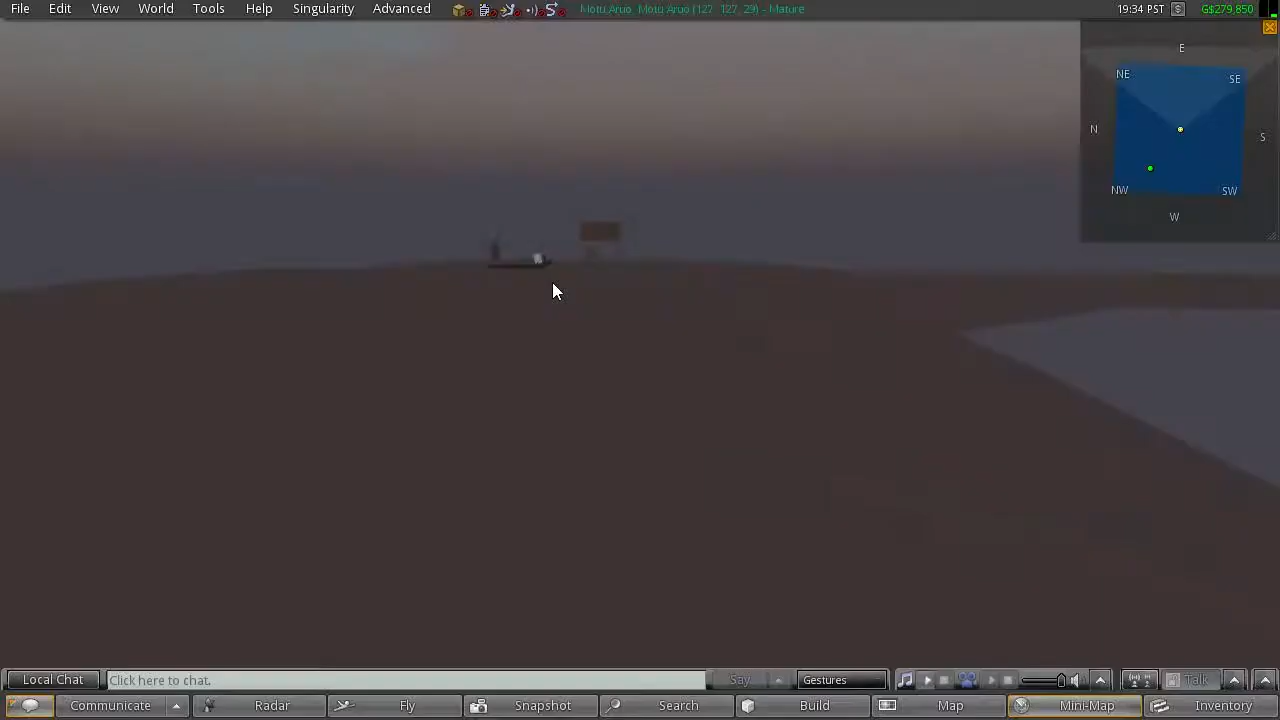 File Edit View World Tools Help Singularity Advanced Motu Aruo, Motu Aruo (127, 127, 29) - Mature 19:34 PST $ G$279,850
E
NE SE
N S
NW SW
W
Local Chat Click here to chat. Say Gestures Talk
Communicate Radar Fly Snapshot Search Build Map Mini-Map Inventory